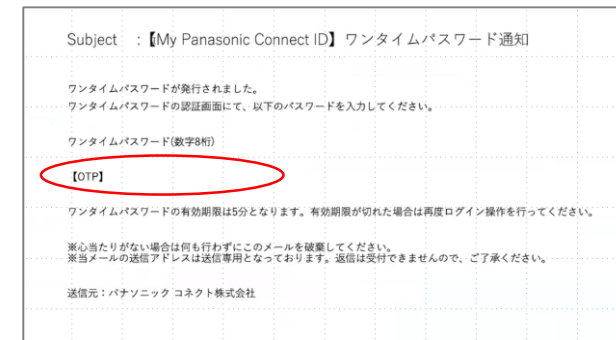 Subject :【My Panasonic Connect ID】ワンタイムパスワード通知
ワンタイムパスワードが発行されました。
ワンタイムパスワードの認証画面にて、以下のパスワードを入力してください。
ワンタイムパスワード(数字8桁)
【OTP】
ワンタイムパスワードの有効期限は5分となります。有効期限が切れた場合は再度ログイン操作を行ってください。
※心当たりがない場合は何も行わずにこのメールを破棄してください。
※当メールの送信アドレスは送信専用となっております。返信は受付できませんので、ご了承ください。
送信元：パナソニック コネクト株式会社